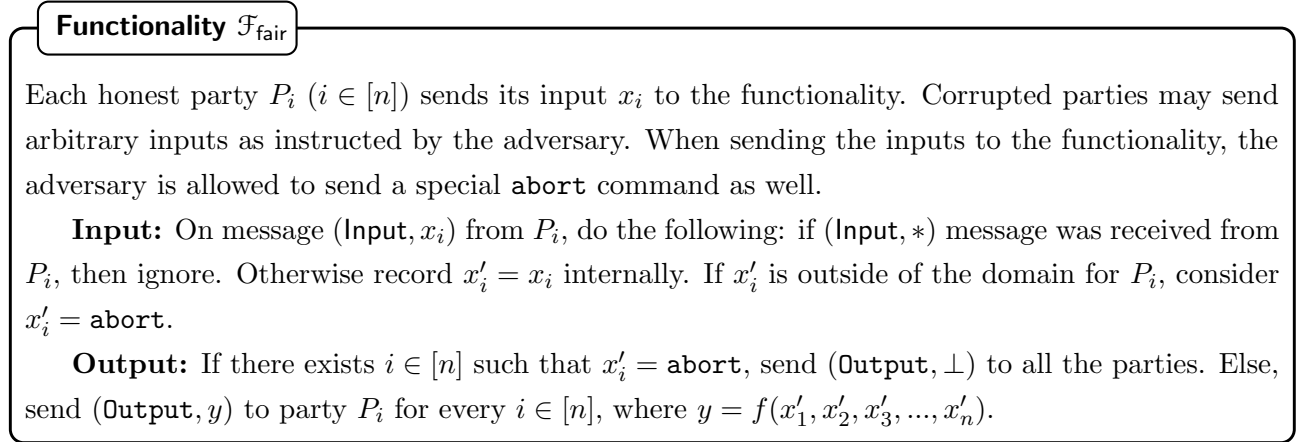 Functionality ℱ_fair
Each honest party P_i (i ∈ [n]) sends its input x_i to the functionality. Corrupted parties may send
arbitrary inputs as instructed by the adversary. When sending the inputs to the functionality, the
adversary is allowed to send a special abort command as well.
Input: On message (Input, x_i) from P_i, do the following: if (Input, ∗) message was received from
P_i, then ignore. Otherwise record x'_i = x_i internally. If x'_i is outside of the domain for P_i, consider
x'_i = abort.
Output: If there exists i ∈ [n] such that x'_i = abort, send (Output, ⊥) to all the parties. Else,
send (Output, y) to party P_i for every i ∈ [n], where y = f(x'_1, x'_2, x'_3, ..., x'_n).